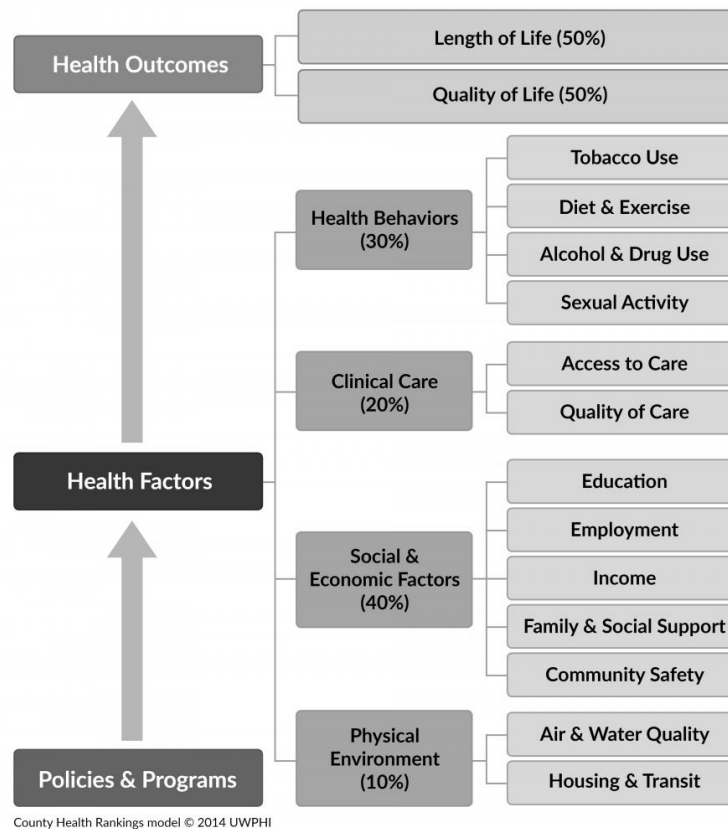 Health Outcomes
Length of Life (50%)
Quality of Life (50%)
Health Factors
Health Behaviors
(30%)
Tobacco Use
Diet & Exercise
Alcohol & Drug Use
Sexual Activity
Clinical Care
(20%)
Access to Care
Quality of Care
Social &
Economic Factors
(40%)
Education
Employment
Income
Family & Social Support
Community Safety
Physical
Environment
(10%)
Air & Water Quality
Housing & Transit
Policies & Programs
County Health Rankings model © 2014 UWPHI